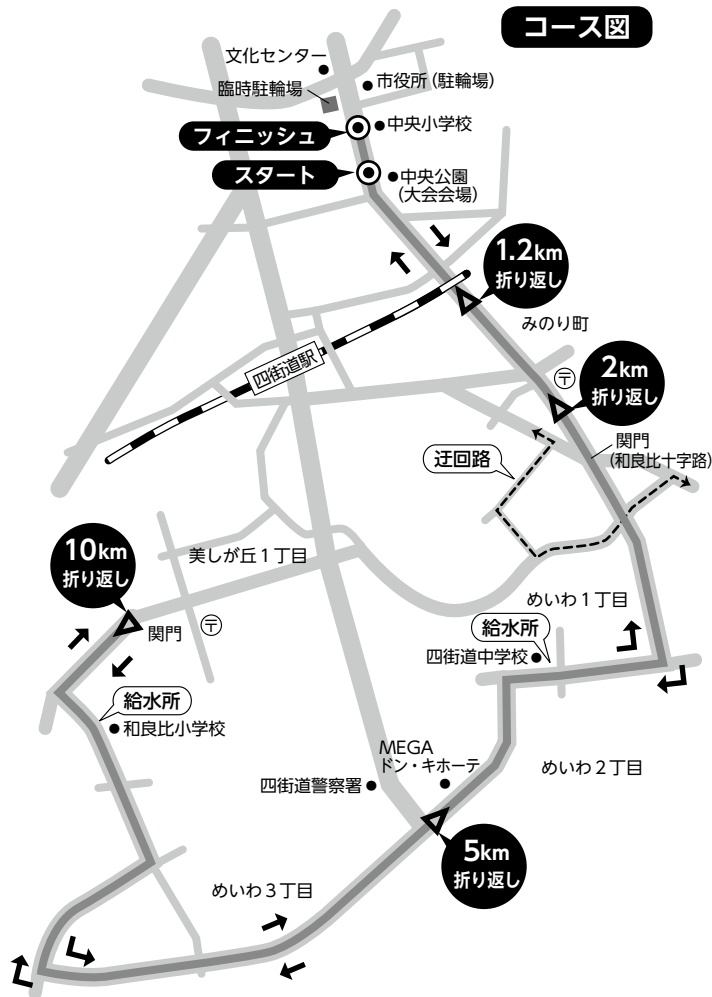 コース図
文化センター
市役所（駐輪場）
臨時駐輪場
中央小学校
フィニッシュ
スタート
中央公園
（大会会場）
1.2km
折り返し
みのり町
四街道駅
〒
2km
折り返し
関門
（和良比十字路）
迂回路
10km
折り返し
美しが丘１丁目
関門
〒
めいわ１丁目
給水所
四街道中学校
給水所
和良比小学校
MEGA
ドン・キホーテ
めいわ２丁目
四街道警察署
5km
折り返し
めいわ３丁目